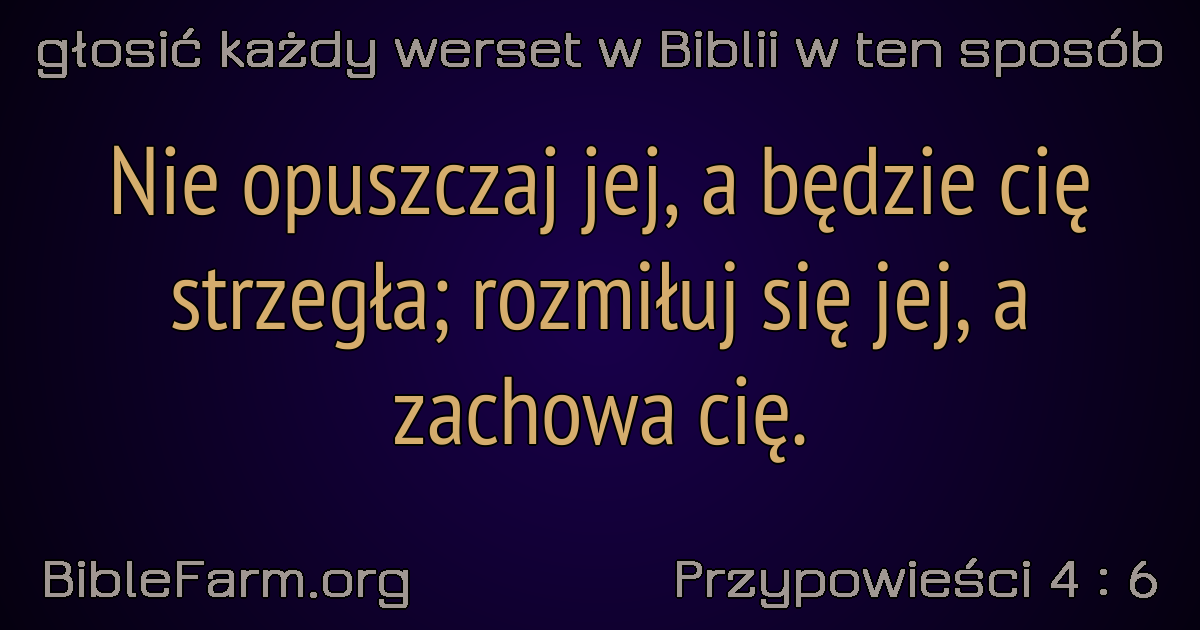 głosić każdy werset w Biblii w ten sposób
Nie opuszczaj jej, a będzie cię
strzegła; rozmiłuj się jej, a
zachowa cię.
BibleFarm.org
Przypowieści 4 : 6